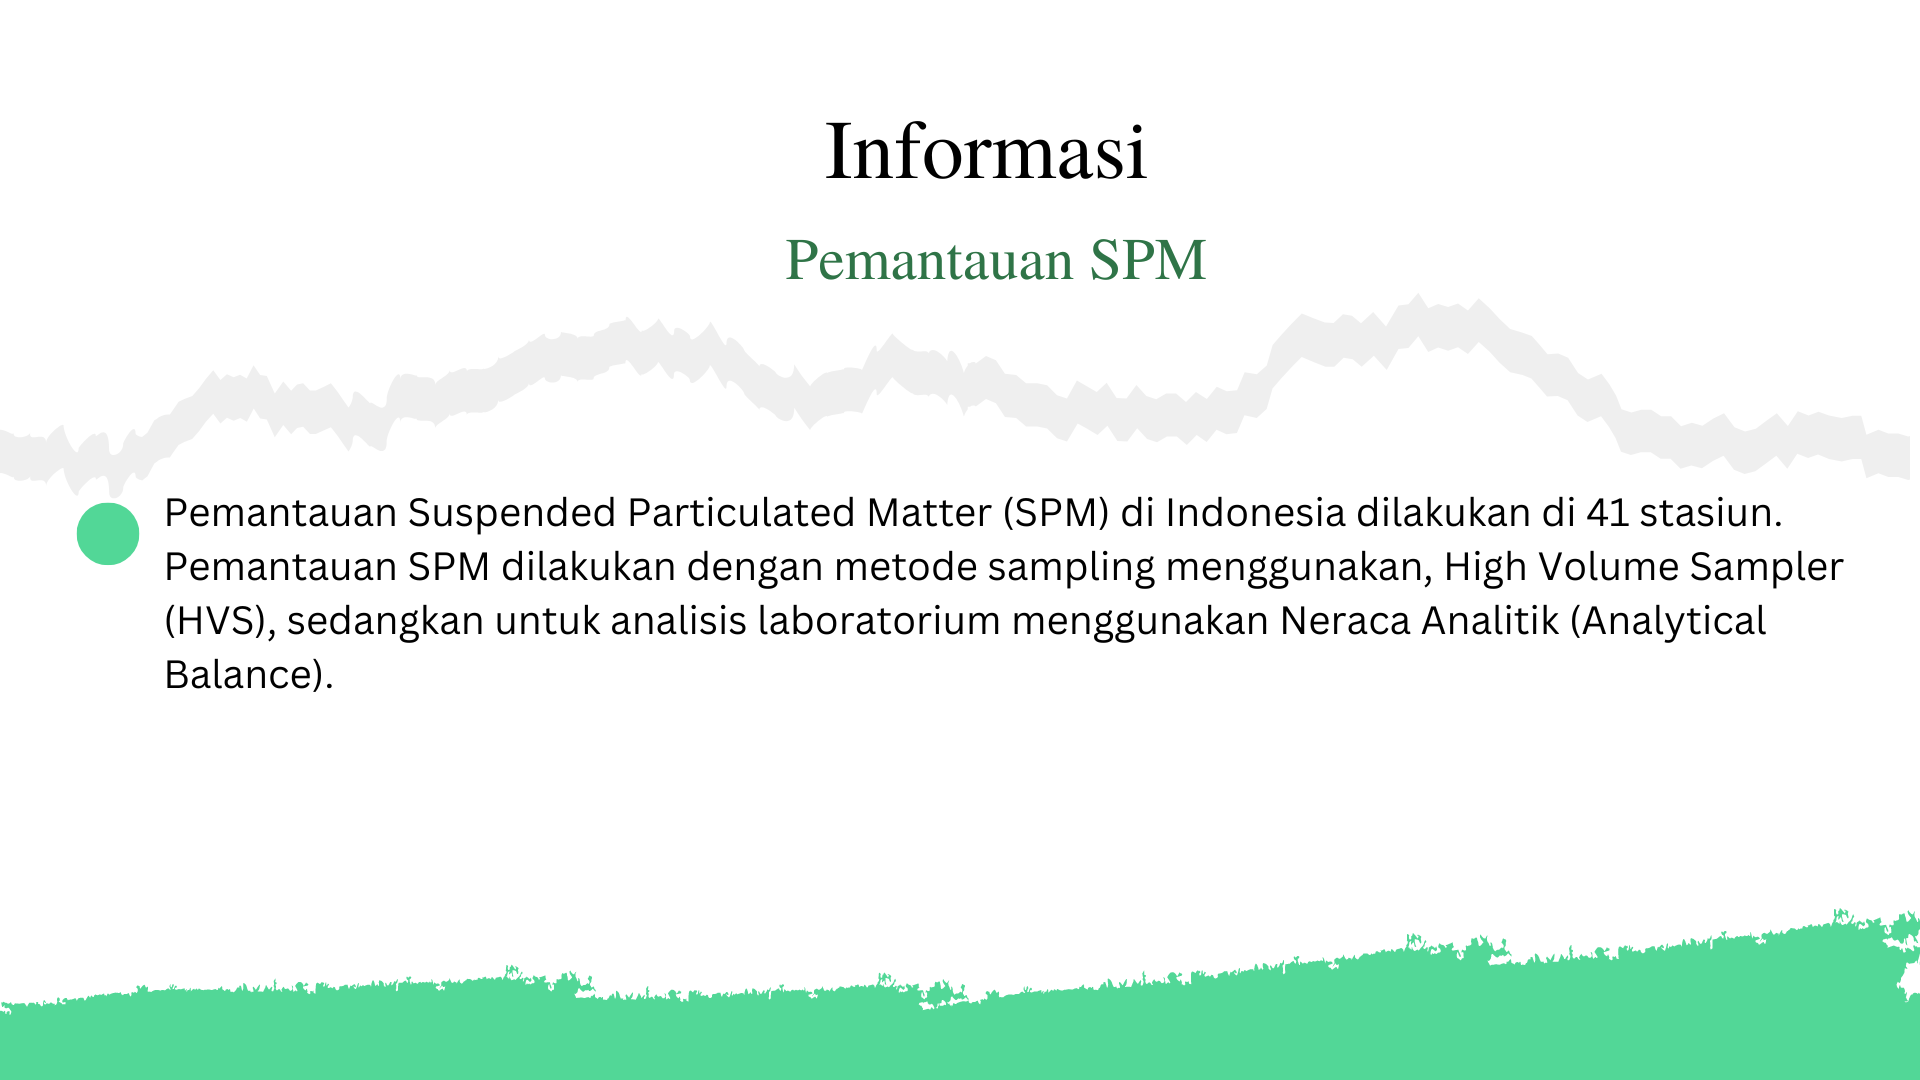 Informasi
Pemantauan SPM
Pemantauan Suspended Particulated Matter (SPM) di Indonesia dilakukan di 41 stasiun.
Pemantauan SPM dilakukan dengan metode sampling menggunakan, High Volume Sampler
(HVS), sedangkan untuk analisis laboratorium menggunakan Neraca Analitik (Analytical
Balance).